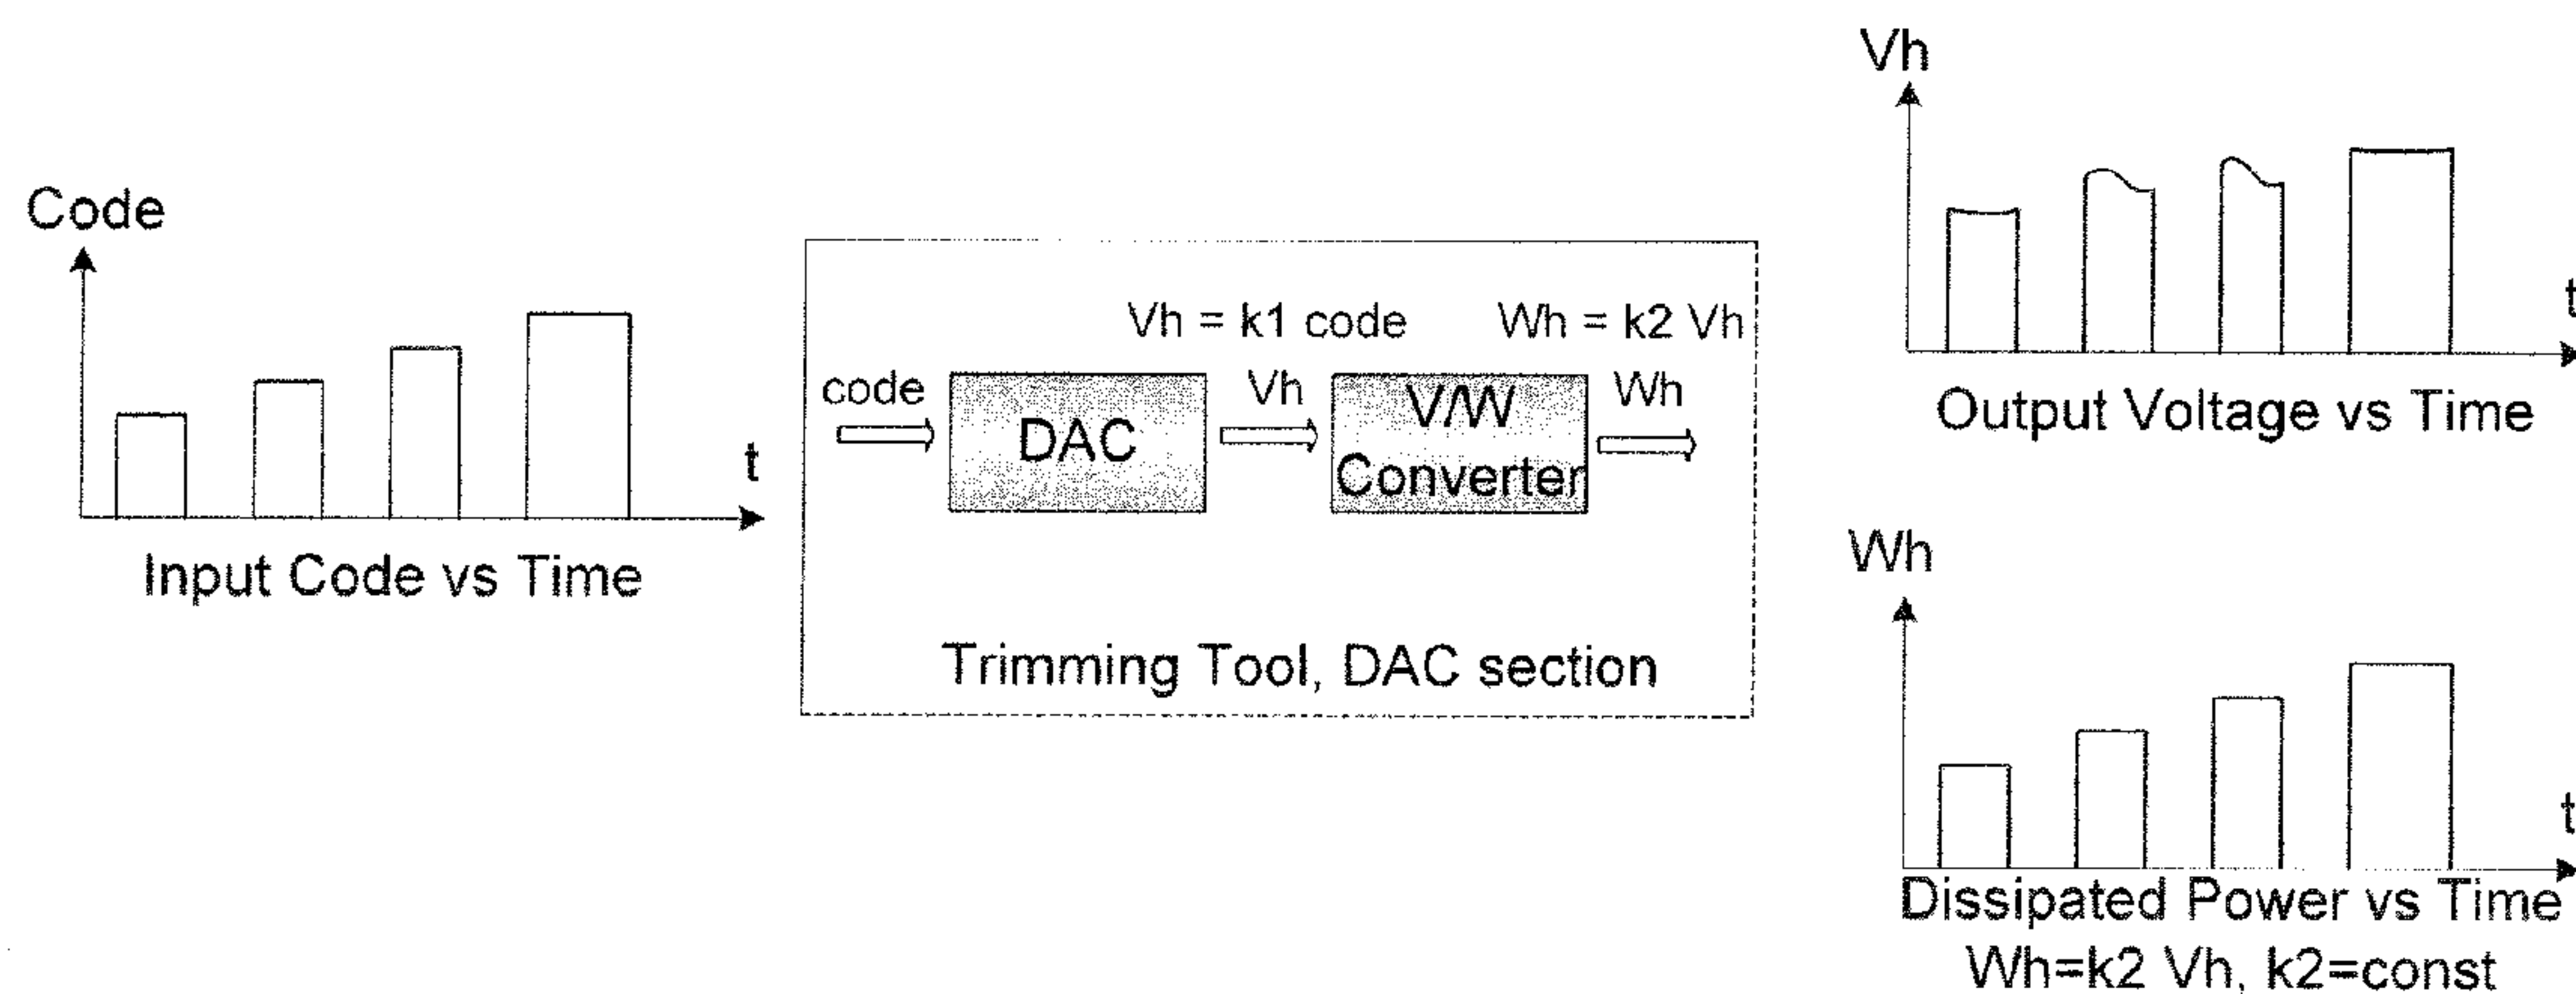 Code
t
Input Code vs Time
Vh = k1 code
Wh = k2 Vh
code
DAC
Vh
V/W
Converter
Wh
Trimming Tool, DAC section
Vh
t
Output Voltage vs Time
Wh
t
Dissipated Power vs Time
Wh=k2 Vh, k2=const